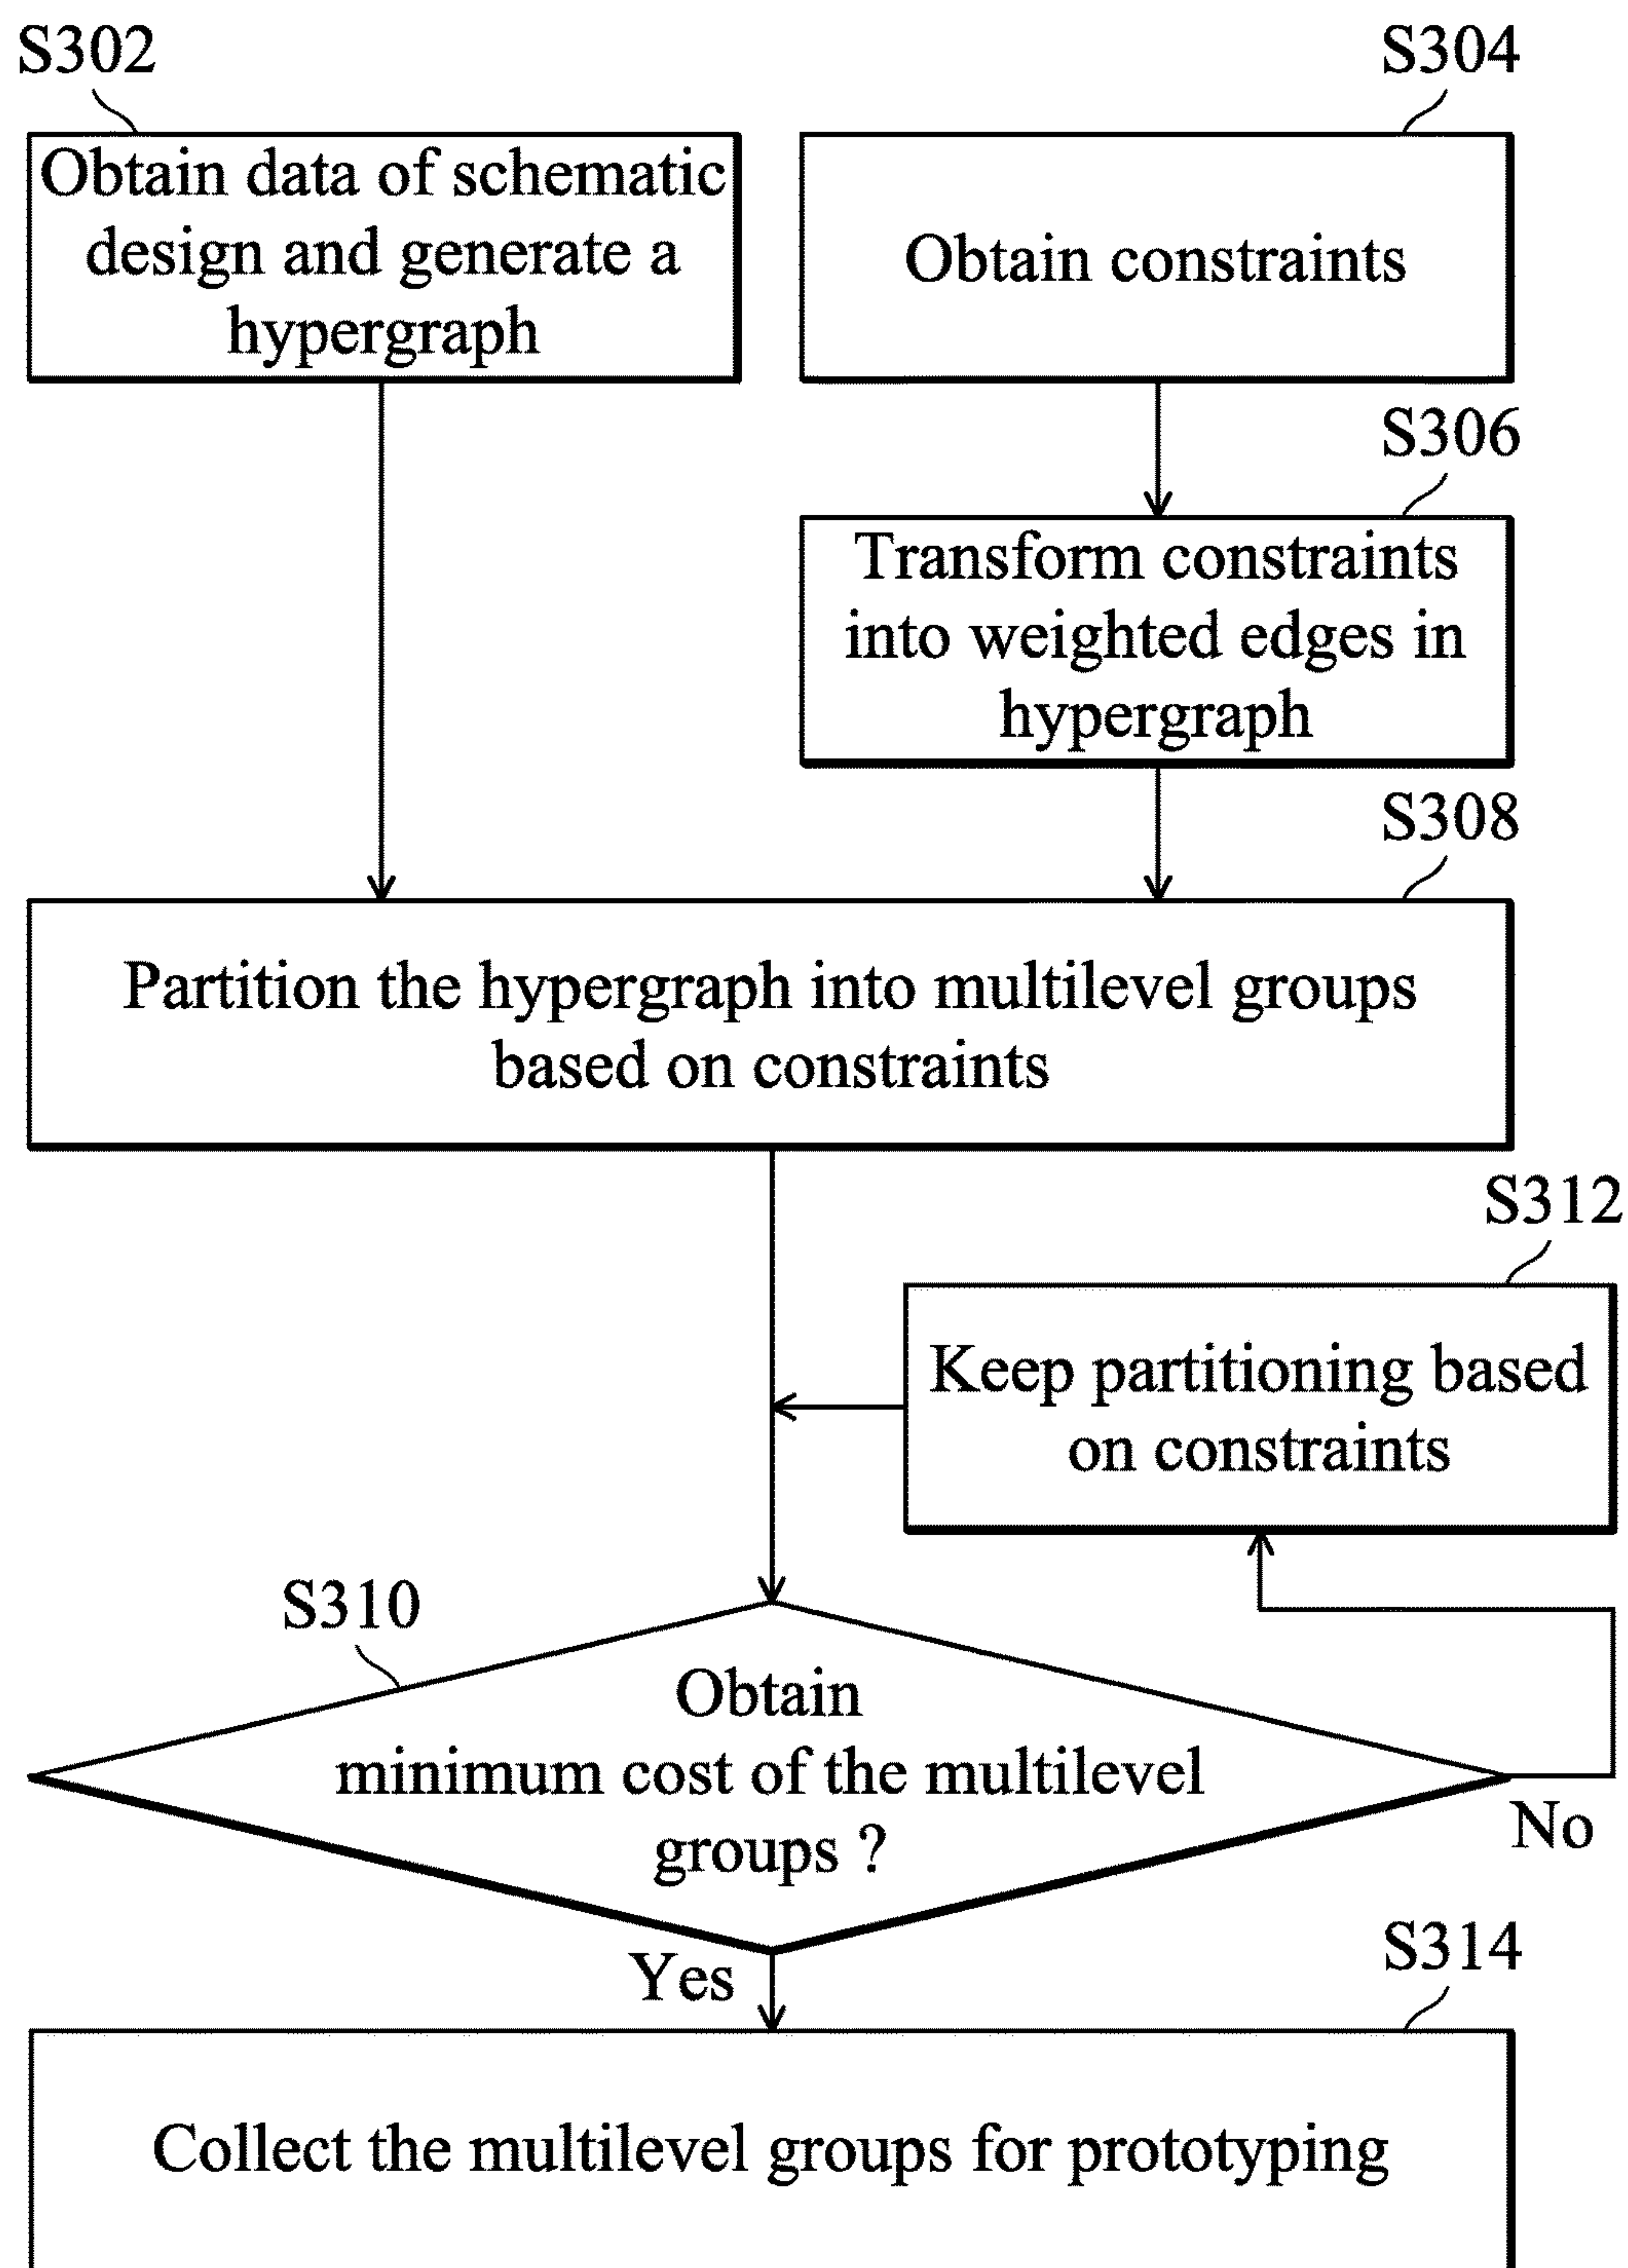 S302
Obtain data of schematic
design and generate a
hypergraph
S304
Obtain constraints
S306
Transform constraints
into weighted edges in
hypergraph
S308
Partition the hypergraph into multilevel groups
based on constraints
S312
Keep partitioning based
on constraints
S310
Obtain
minimum cost of the multilevel
groups ?
No
Yes
S314
Collect the multilevel groups for prototyping